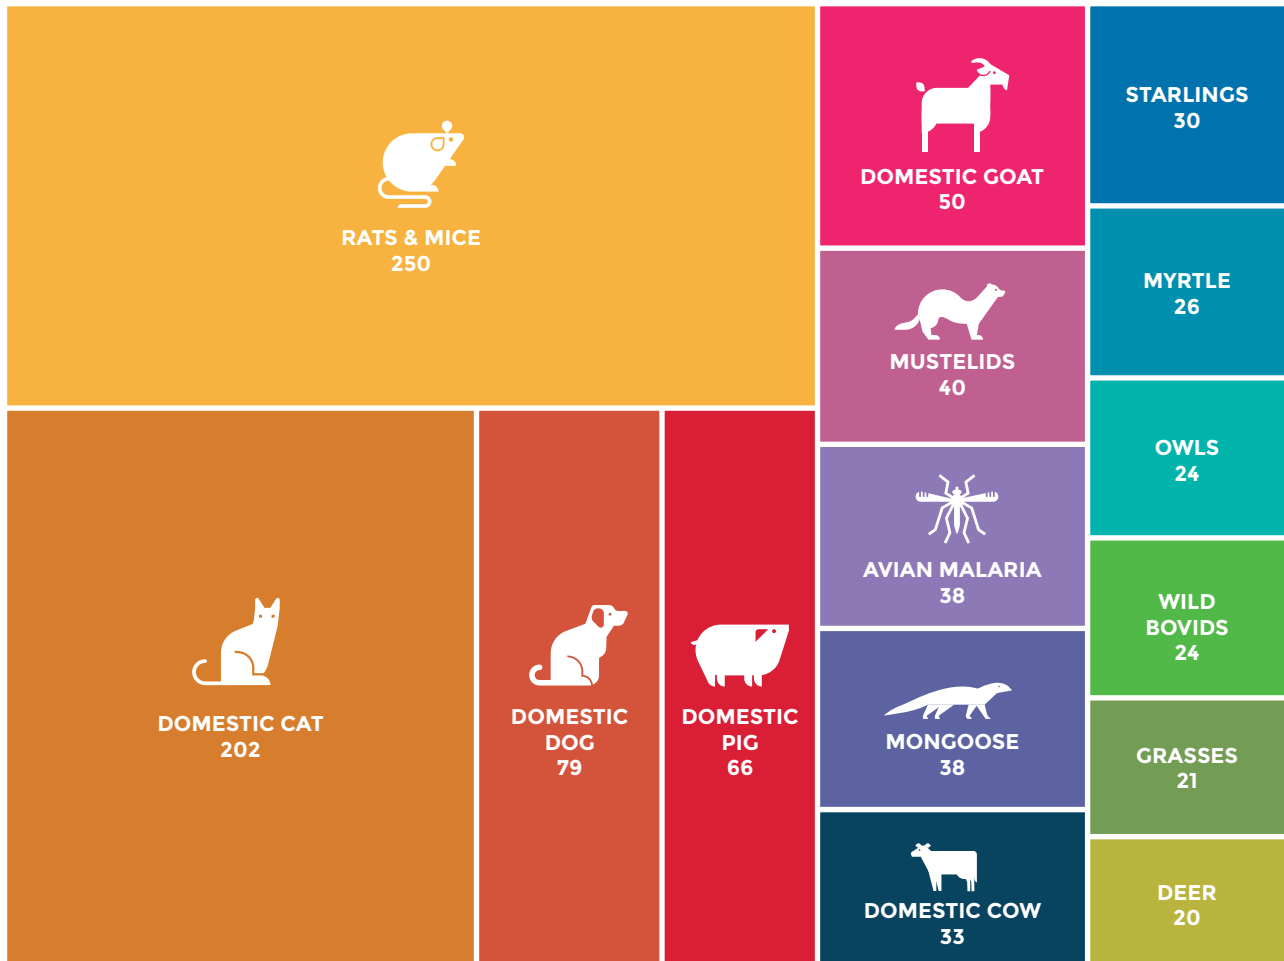 RATS & MICE
250
DOMESTIC CAT
202
DOMESTIC
DOG
79
DOMESTIC
PIG
66
DOMESTIC GOAT
50
MUSTELIDS
40
AVIAN MALARIA
38
MONGOOSE
38
DOMESTIC COW
33
STARLINGS
30
MYRTLE
26
OWLS
24
WILD
BOVIDS
24
GRASSES
21
DEER
20